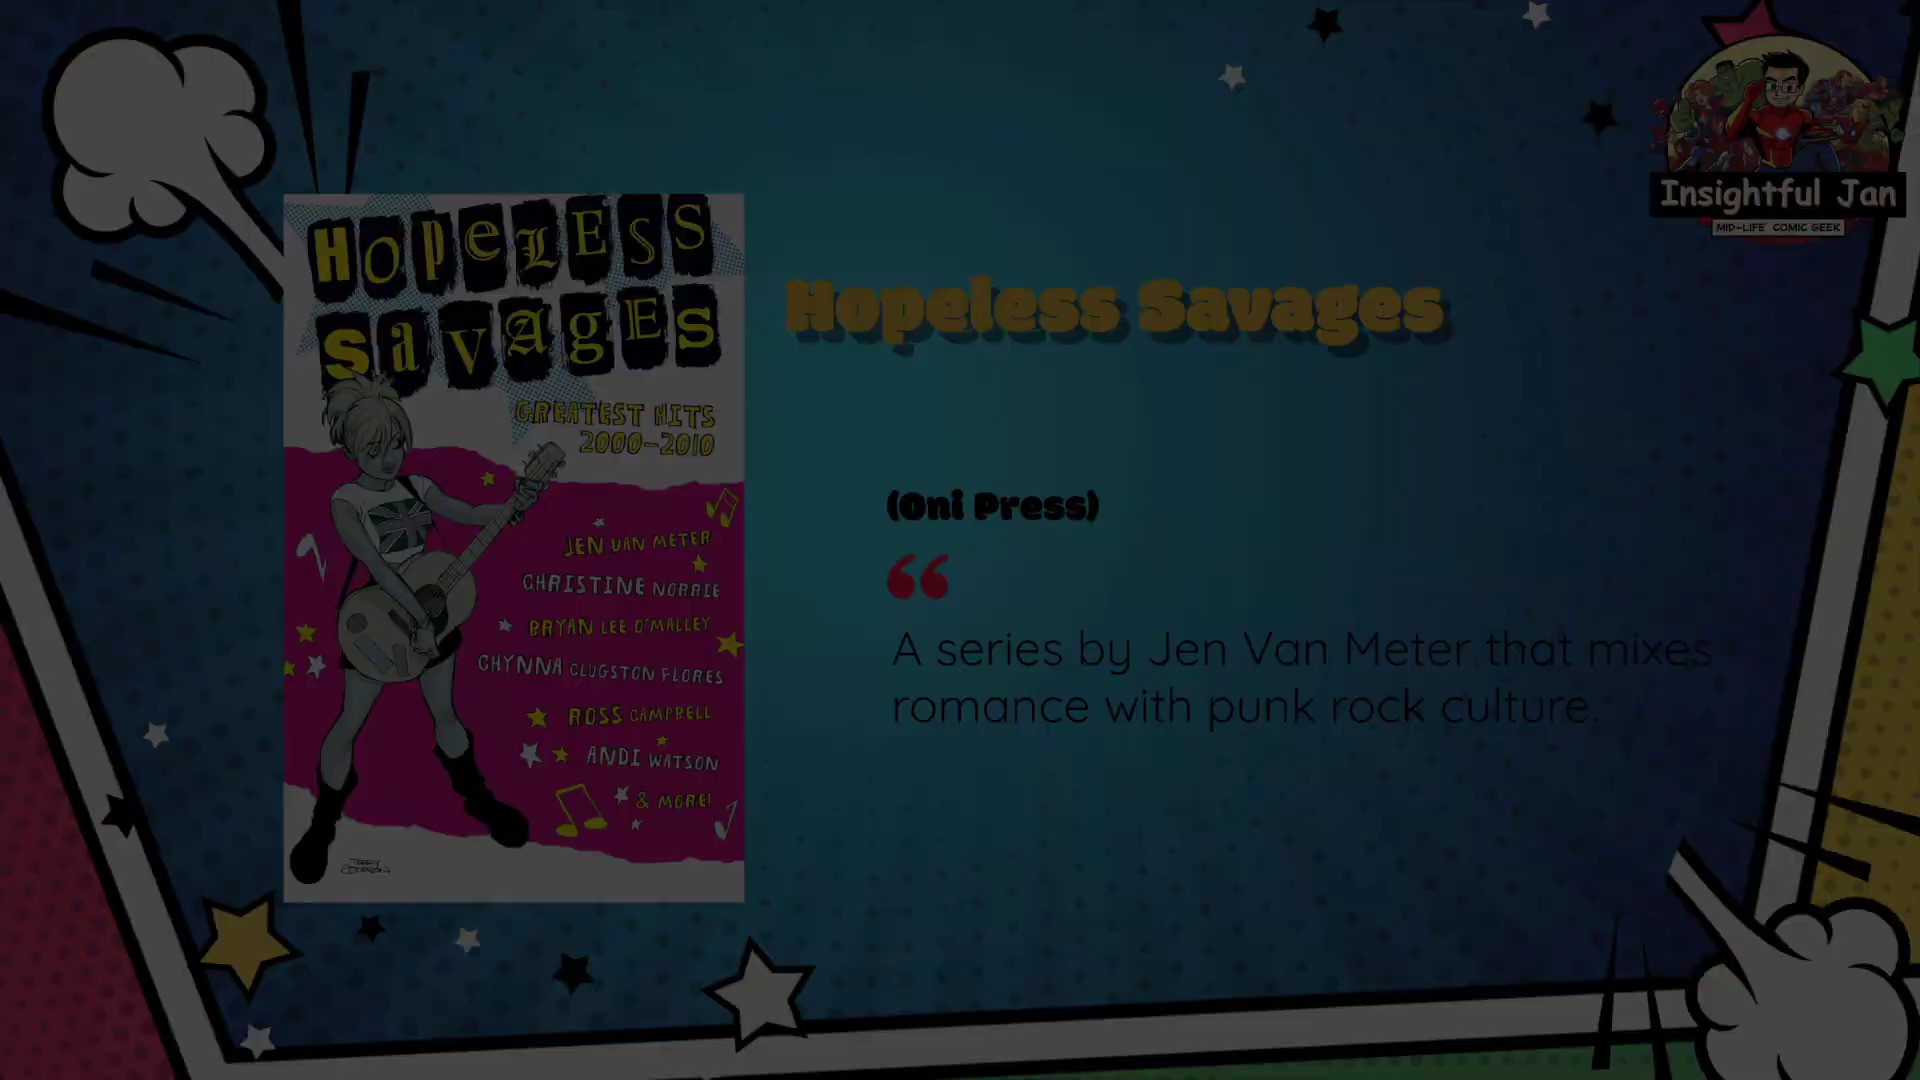 Insightful Jan
MID-LIFE COMIC GEEK
HOPELESS
SAVAGES
GREATEST HITS
2000-2010
JEN VAN METER
CHRISTINE NORRIE
BRYAN LEE O'MALLEY
CHYNNA CLUGSTON FLORES
ROSS CAMPBELL
ANDI WATSON
& MORE!
Hopeless Savages
(Oni Press)
“
A series by Jen Van Meter that mixes
romance with punk rock culture.